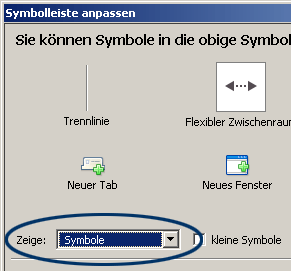 Symbolleiste anpassen
Sie können Symbole in die obige Symbol
Trennlinie
Flexibler Zwischenraum
Neuer Tab
Neues Fenster
Zeige: Symbole
kleine Symbole